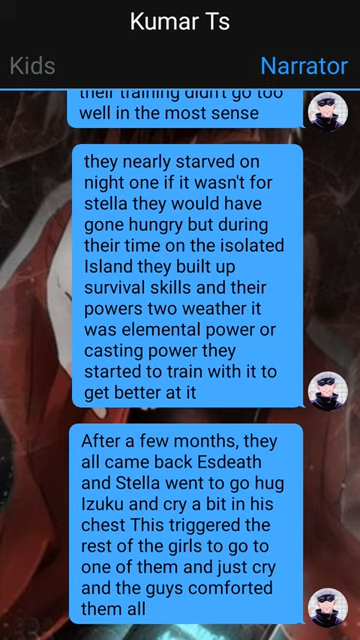 Kumar Ts
Kids
Narrator
their training didn't go too
well in the most sense
they nearly starved on
night one if it wasn't for
stella they would have
gone hungry but during
their time on the isolated
Island they built up
survival skills and their
powers two weather it
was elemental power or
casting power they
started to train with it to
get better at it
After a few months, they
all came back Esdeath
and Stella went to go hug
Izuku and cry a bit in his
chest This triggered the
rest of the girls to go to
one of them and just cry
and the guys comforted
them all